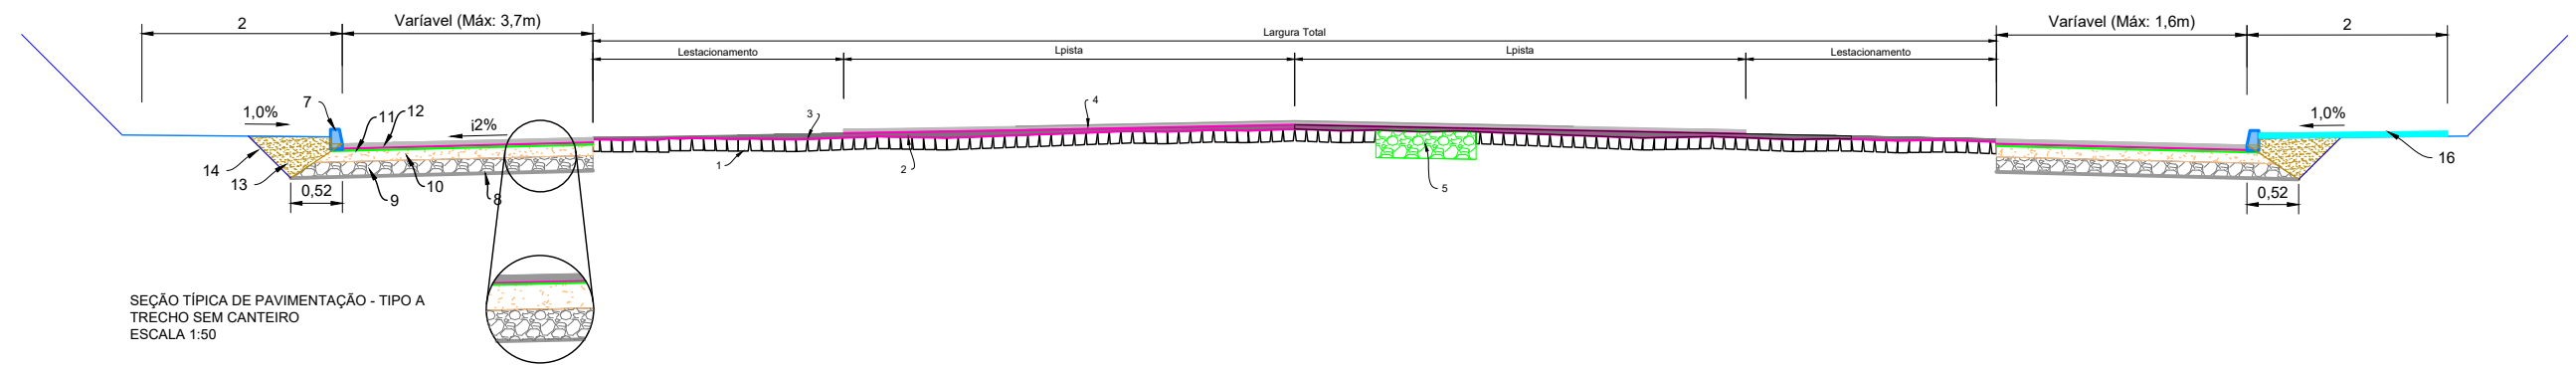 2
Varíavel (Máx: 3,7m)
Largura Total
Varíavel (Máx: 1,6m)
2
Lestacionamento
Lpista
Lpista
Lestacionamento
1,0%
7
11
12
i2%
3
4
1,0%
14
13
0,52
9
10
8
1
2
5
16
0,52
SEÇÃO TÍPICA DE PAVIMENTAÇÃO - TIPO A
TRECHO SEM CANTEIRO
ESCALA 1:50